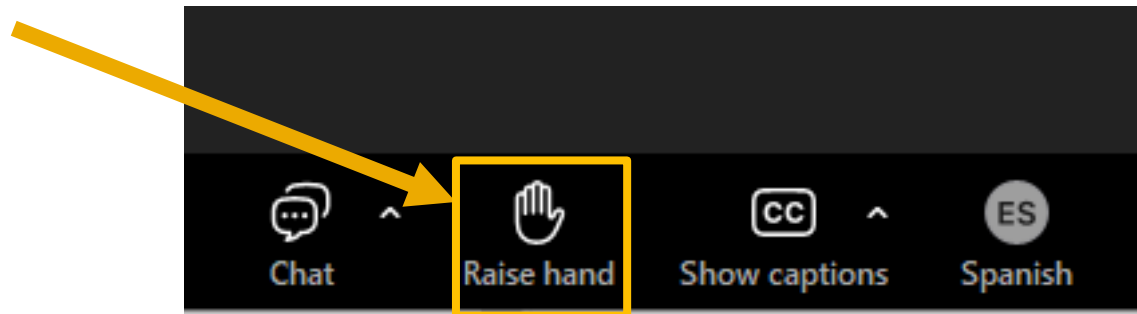 CC
ES
Chat
Raise hand
Show captions
Spanish